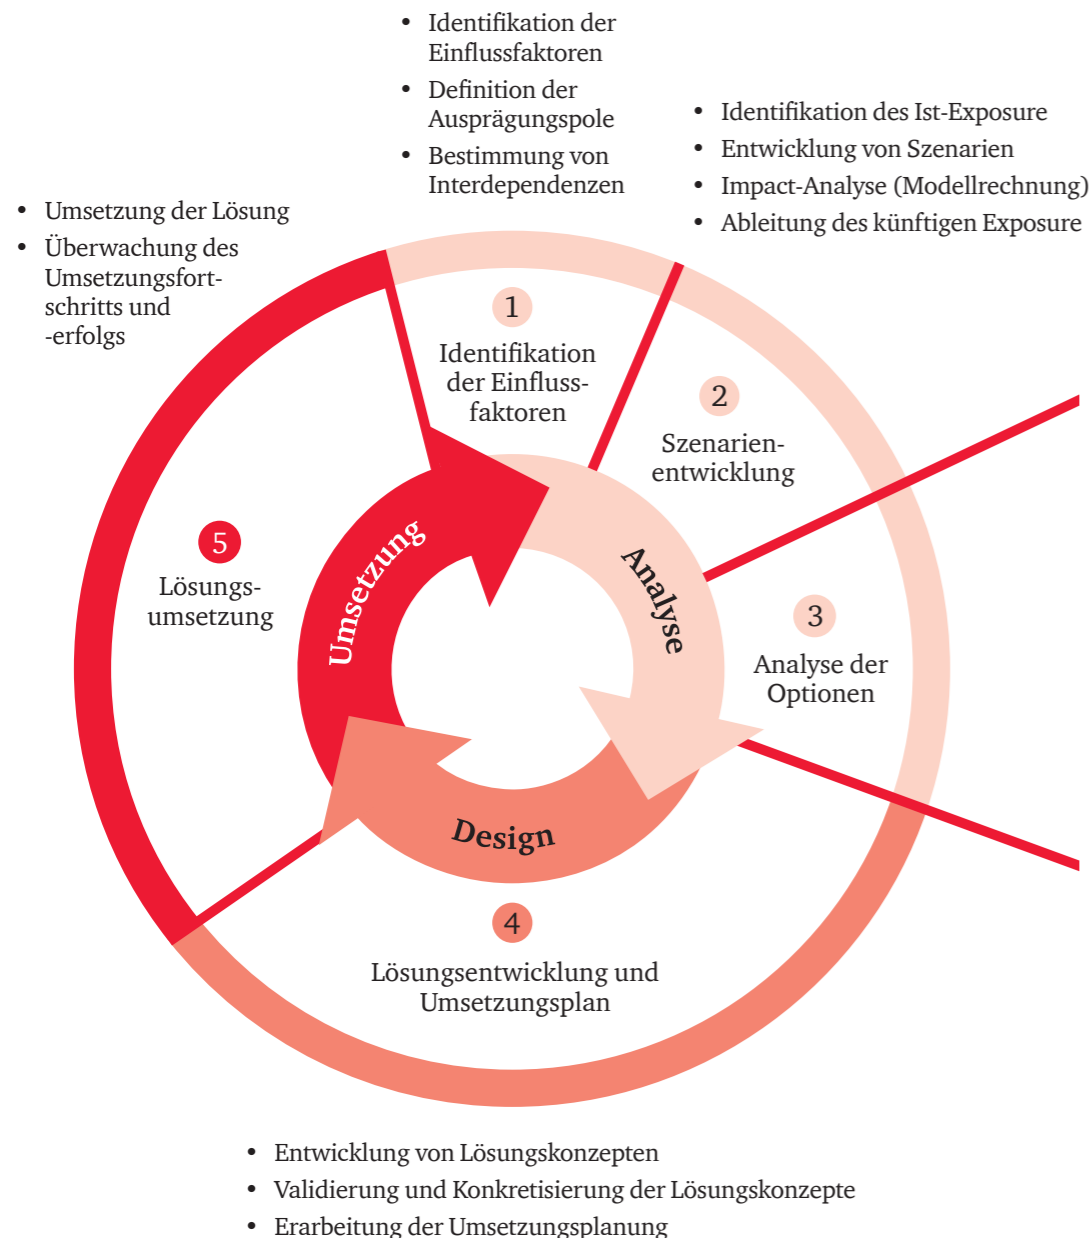 • Identifikation der
Einflussfaktoren
• Definition der
Ausprägungspole
• Bestimmung von
Interdependenzen
• Identifikation des Ist-Exposure
• Entwicklung von Szenarien
• Impact-Analyse (Modellrechnung)
• Ableitung des künftigen Exposure
• Umsetzung der Lösung
• Überwachung des
Umsetzungsfort-
schritts und
-erfolgs
1
Identifikation
der Einfluss-
faktoren
2
Szenarien-
entwicklung
3
Analyse der
Optionen
4
Lösungsentwicklung und
Umsetzungsplan
5
Lösungs-
umsetzung
Analyse
Design
Umsetzung
• Entwicklung von Lösungskonzepten
• Validierung und Konkretisierung der Lösungskonzepte
• Erarbeitung der Umsetzungsplanung